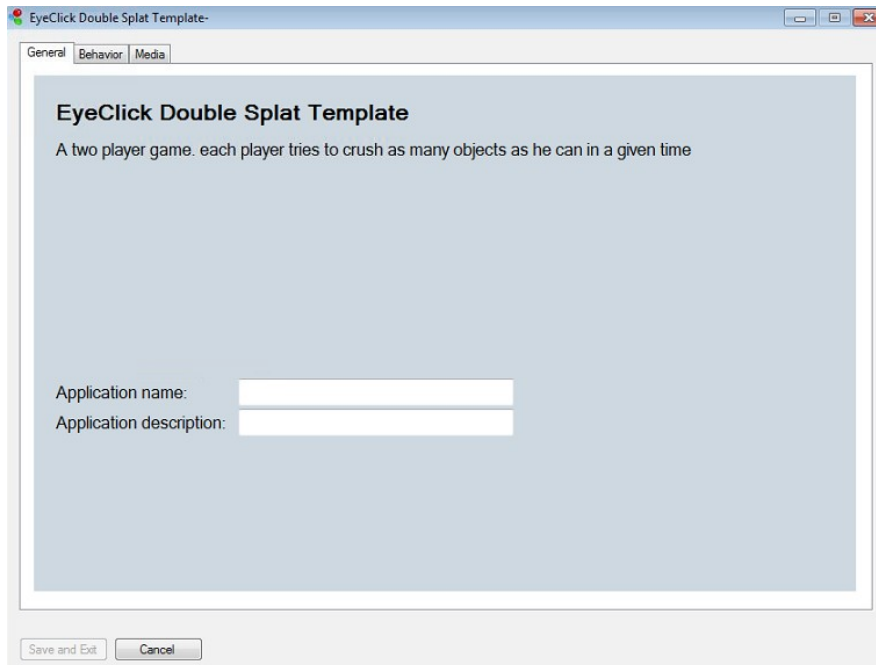 EyeClick Double Splat Template-
General Behavior Media
EyeClick Double Splat Template
A two player game. each player tries to crush as many objects as he can in a given time
Application name:
Application description:
Save and Exit Cancel